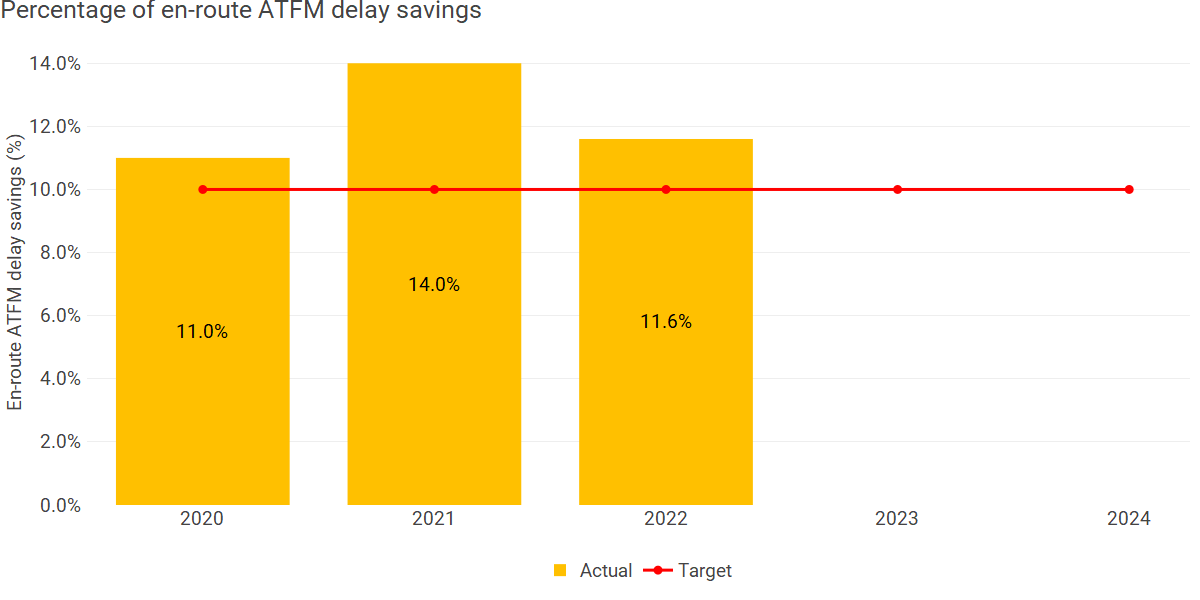 Percentage of en-route ATFM delay savings
En-route ATFM delay savings (%)
14.0%
12.0%
10.0%
8.0%
6.0%
4.0%
2.0%
0.0%
11.0%
14.0%
11.6%
2020 2021 2022 2023 2024
Actual Target